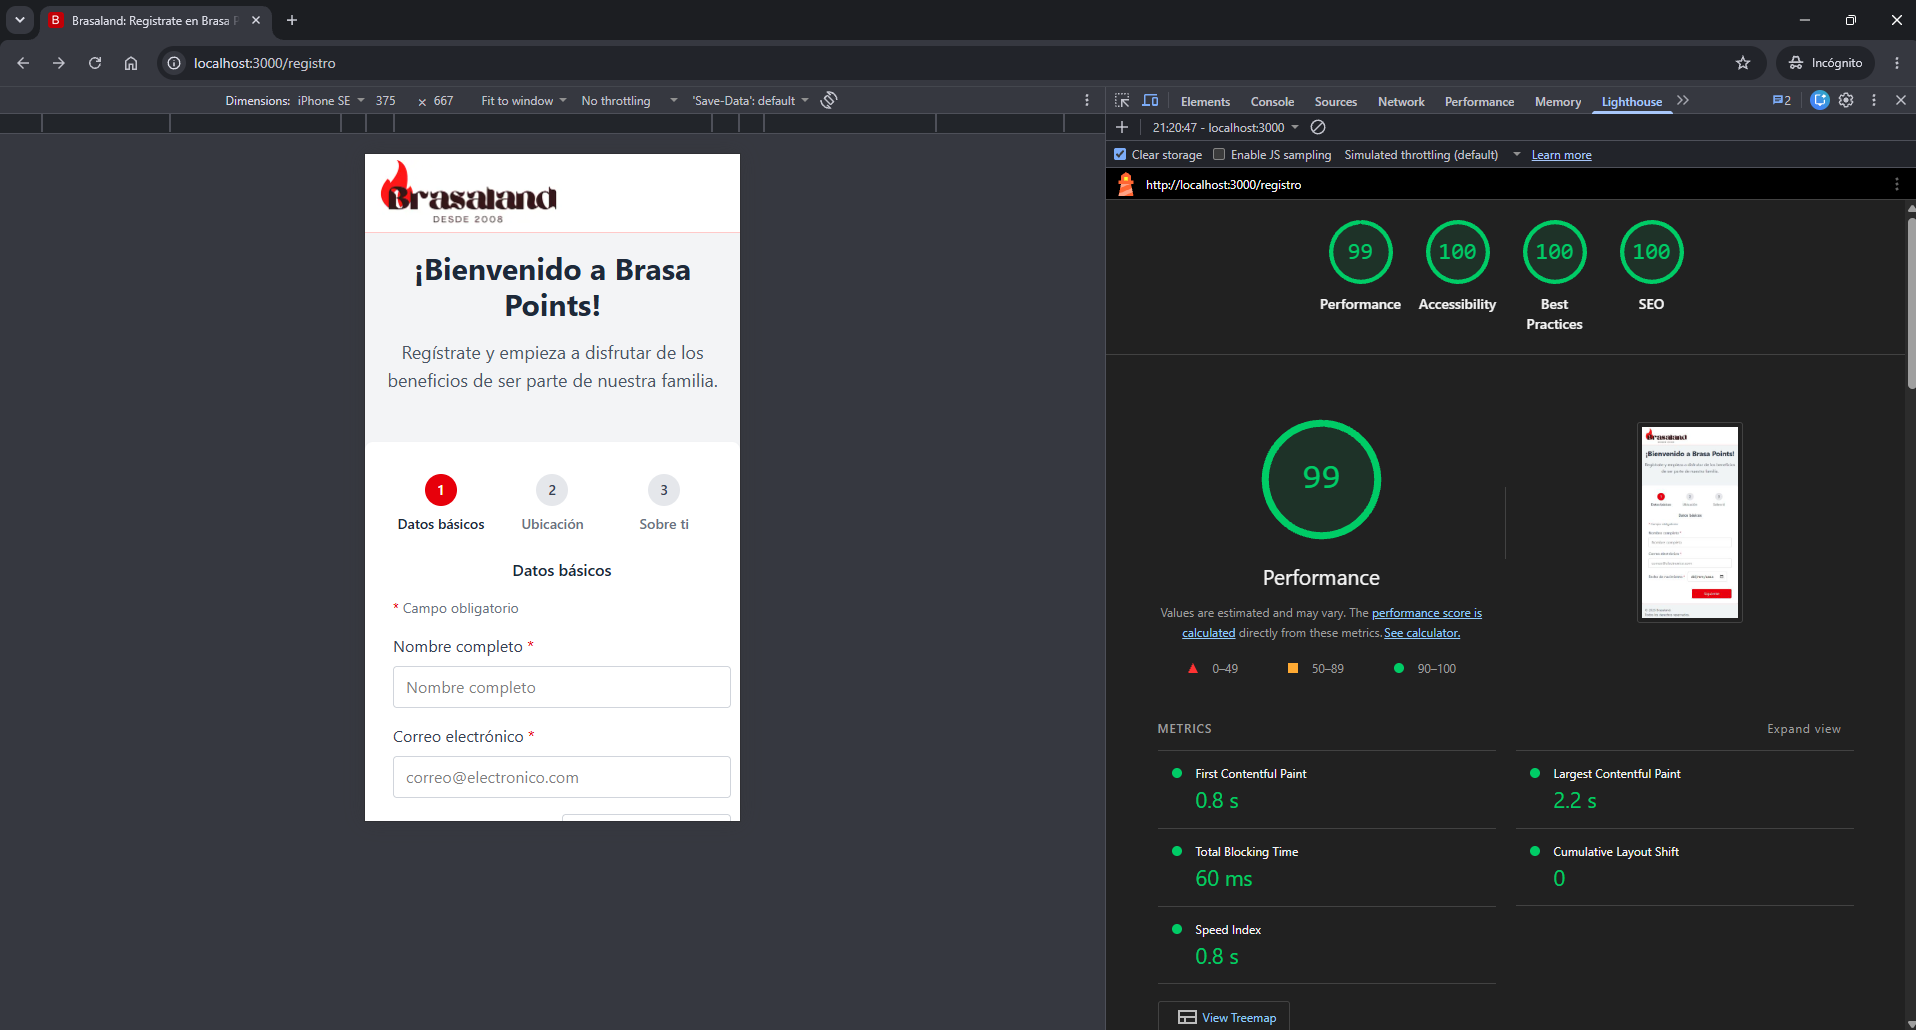 B Brasaland: Registrate en Brasa P
localhost:3000/registro
Incógnito
Dimensions: iPhone SE 375 × 667 Fit to window No throttling 'Save-Data': default
Elements Console Sources Network Performance Memory Lighthouse 2
21:20:47 - localhost:3000
Clear storage Enable JS sampling Simulated throttling (default) Learn more
http://localhost:3000/registro
Brasaland
DESDE 2008
¡Bienvenido a Brasa
Points!
Regístrate y empieza a disfrutar de los
beneficios de ser parte de nuestra familia.
1 2 3
Datos básicos Ubicación Sobre ti
Datos básicos
* Campo obligatorio
Nombre completo *
Nombre completo
Correo electrónico *
correo@electronico.com
99 100 100 100
Performance Accessibility Best Practices SEO
99
Performance
Values are estimated and may vary. The performance score is
calculated directly from these metrics. See calculator.
0–49 50–89 90–100
Brasaland
¡Bienvenido a Brasa Points!
METRICS Expand view
First Contentful Paint
0.8 s
Largest Contentful Paint
2.2 s
Total Blocking Time
60 ms
Cumulative Layout Shift
0
Speed Index
0.8 s
View Treemap